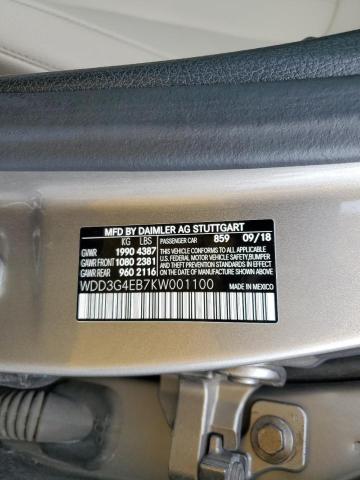 MFD BY DAIMLER AG STUTTGART
KG LBS PASSENGER CAR 859 09/18
GVWR 1990 4387
GAWR FRONT 1080 2381
GAWR REAR 960 2116
THIS VEHICLE CONFORMS TO ALL APPLICABLE
U.S. FEDERAL MOTOR VEHICLE SAFETY,
BUMPER, AND THEFT PREVENTION
STANDARDS IN EFFECT ON THE DATE OF
MANUFACTURE SHOWN ABOVE.
WDD3G4EB7KW001100 MADE IN MEXICO